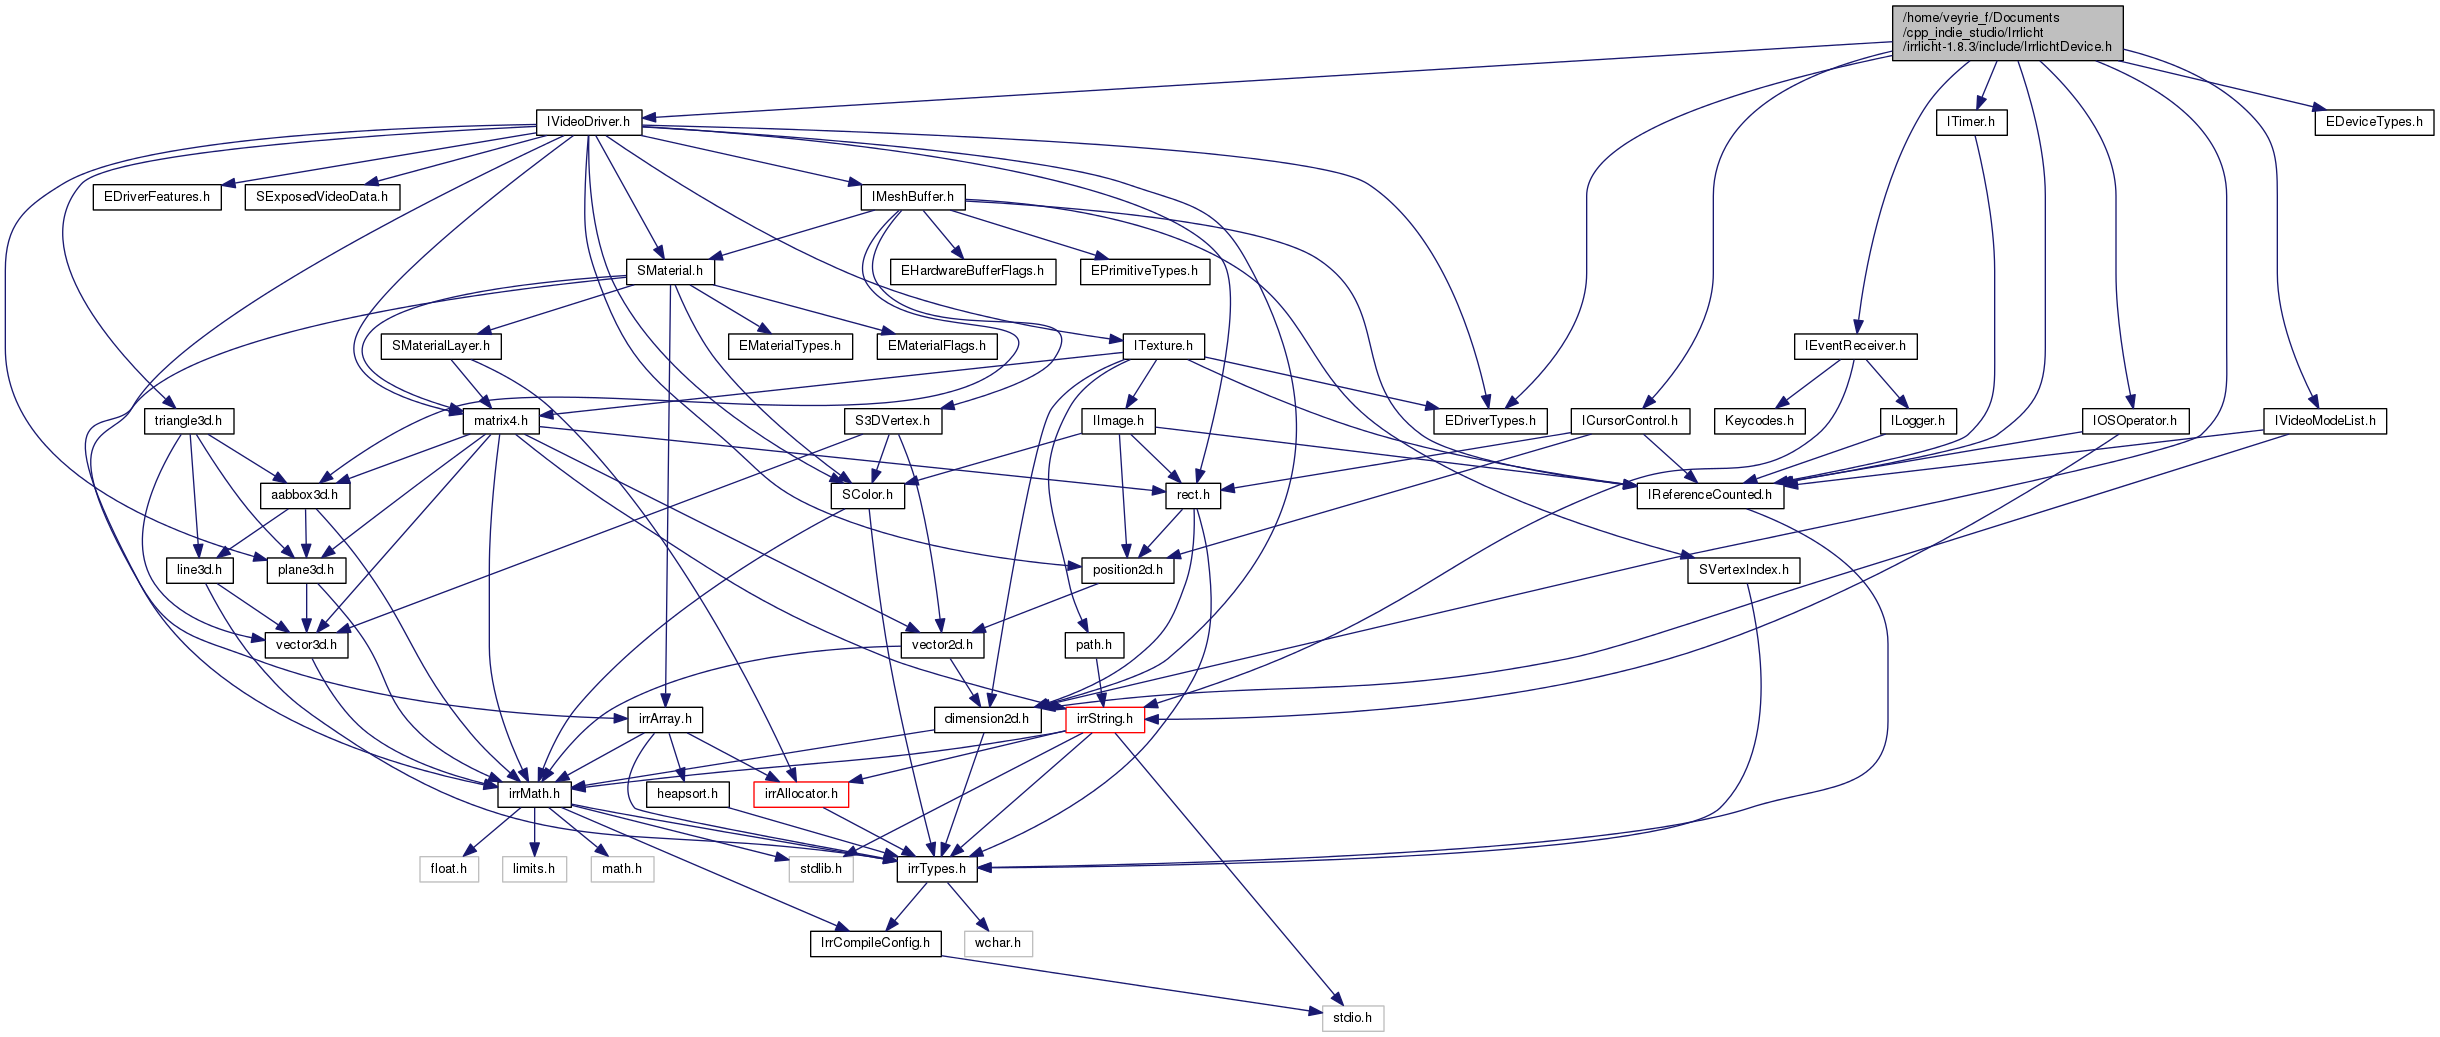 /home/veyrie_f/Documents
/cpp_indie_studio/Irrlicht
/irrlicht-1.8.3/include/IrrlichtDevice.h
IVideoDriver.h
ITimer.h
EDeviceTypes.h
EDriverFeatures.h
SExposedVideoData.h
IMeshBuffer.h
SMaterial.h
EHardwareBufferFlags.h
EPrimitiveTypes.h
SMaterialLayer.h
EMaterialTypes.h
EMaterialFlags.h
ITexture.h
IEventReceiver.h
triangle3d.h
matrix4.h
S3DVertex.h
IImage.h
EDriverTypes.h
ICursorControl.h
Keycodes.h
ILogger.h
IOSOperator.h
IVideoModeList.h
aabbox3d.h
SColor.h
rect.h
IReferenceCounted.h
line3d.h
plane3d.h
position2d.h
SVertexIndex.h
vector3d.h
vector2d.h
path.h
irrArray.h
dimension2d.h
irrString.h
irrMath.h
heapsort.h
irrAllocator.h
float.h
limits.h
math.h
stdlib.h
irrTypes.h
IrrCompileConfig.h
wchar.h
stdio.h